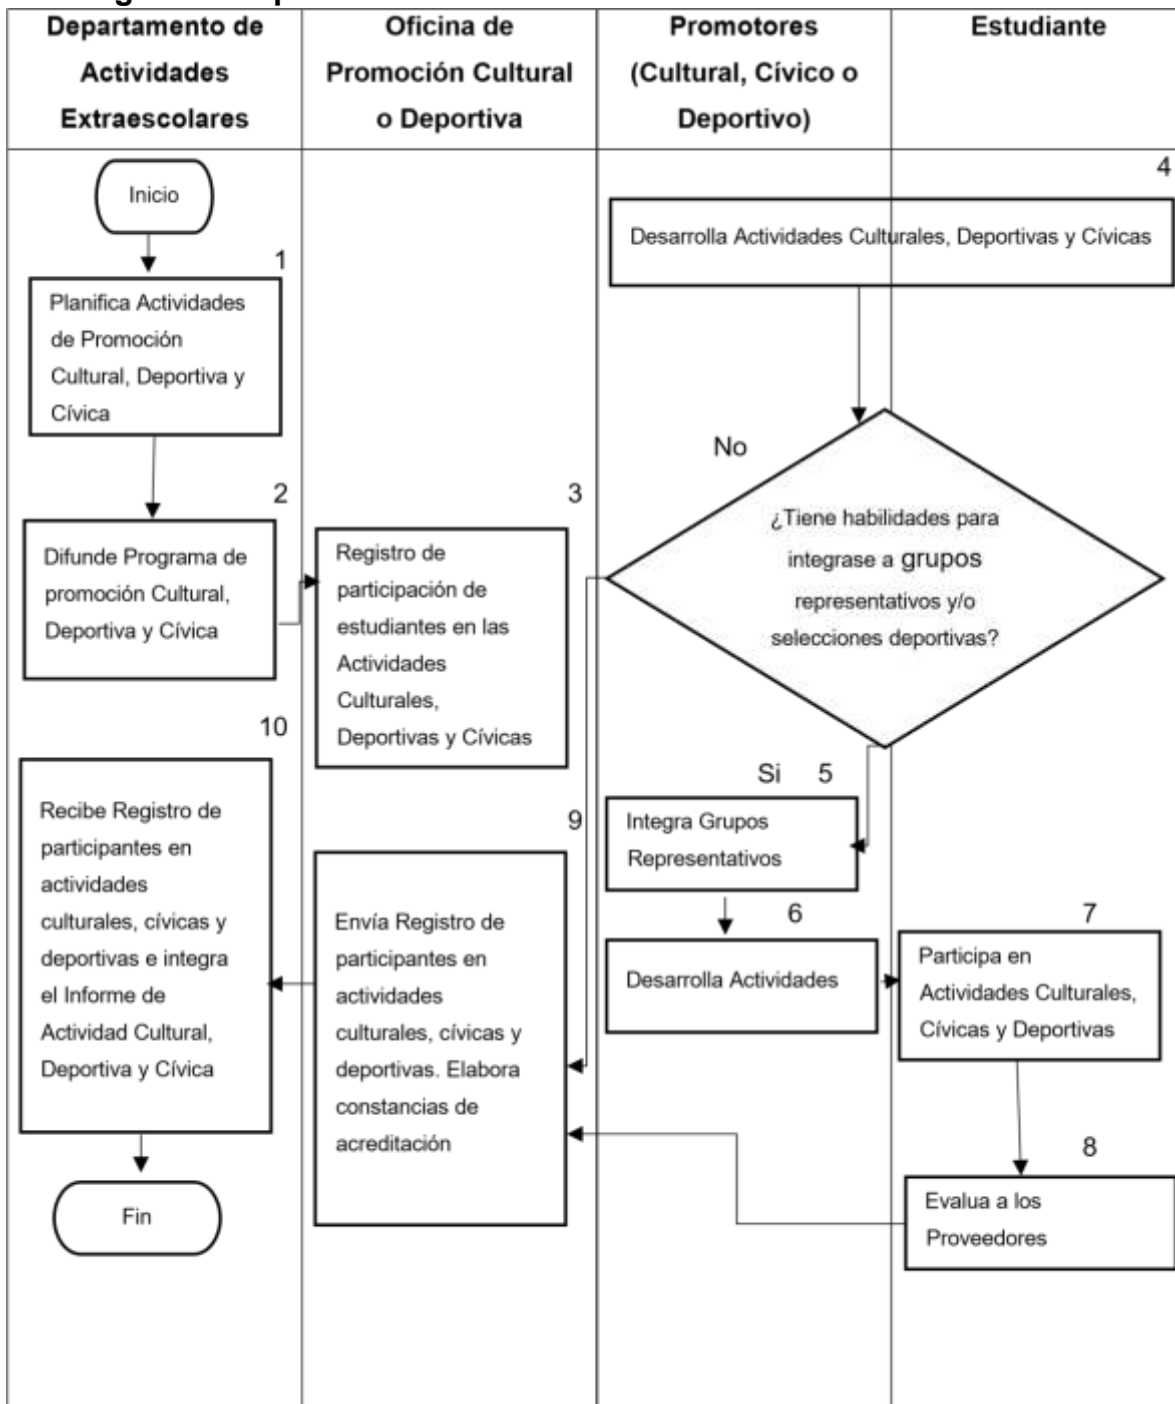 Departamento de
Actividades
Extraescolares
Oficina de
Promoción Cultural
o Deportiva
Promotores
(Cultural, Cívico o
Deportivo)
Estudiante
Inicio
1
Planifica Actividades
de Promoción
Cultural, Deportiva y
Cívica
2
Difunde Programa de
promoción Cultural,
Deportiva y Cívica
3
Registro de
participación de
estudiantes en las
Actividades
Culturales,
Deportivas y Cívicas
4
Desarrolla Actividades Culturales, Deportivas y Cívicas
No
¿Tiene habilidades para
integrase a grupos
representativos y/o
selecciones deportivas?
Si 5
Integra Grupos
Representativos
6
Desarrolla Actividades
7
Participa en
Actividades Culturales,
Cívicas y Deportivas
8
Evalua a los
Proveedores
9
Envía Registro de
participantes en
actividades
culturales, cívicas y
deportivas. Elabora
constancias de
acreditación
10
Recibe Registro de
participantes en
actividades
culturales, cívicas y
deportivas e integra
el Informe de
Actividad Cultural,
Deportiva y Cívica
Fin